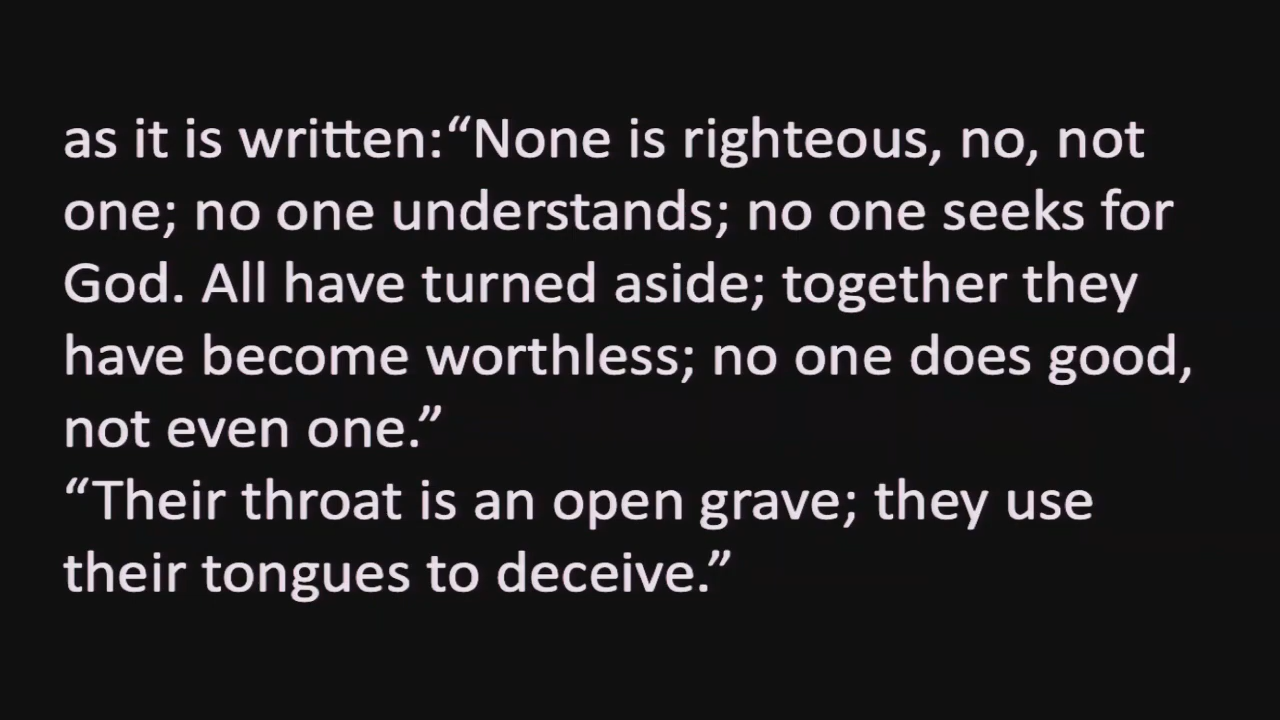 as it is written:“None is righteous, no, not
one; no one understands; no one seeks for
God. All have turned aside; together they
have become worthless; no one does good,
not even one.”
“Their throat is an open grave; they use
their tongues to deceive.”